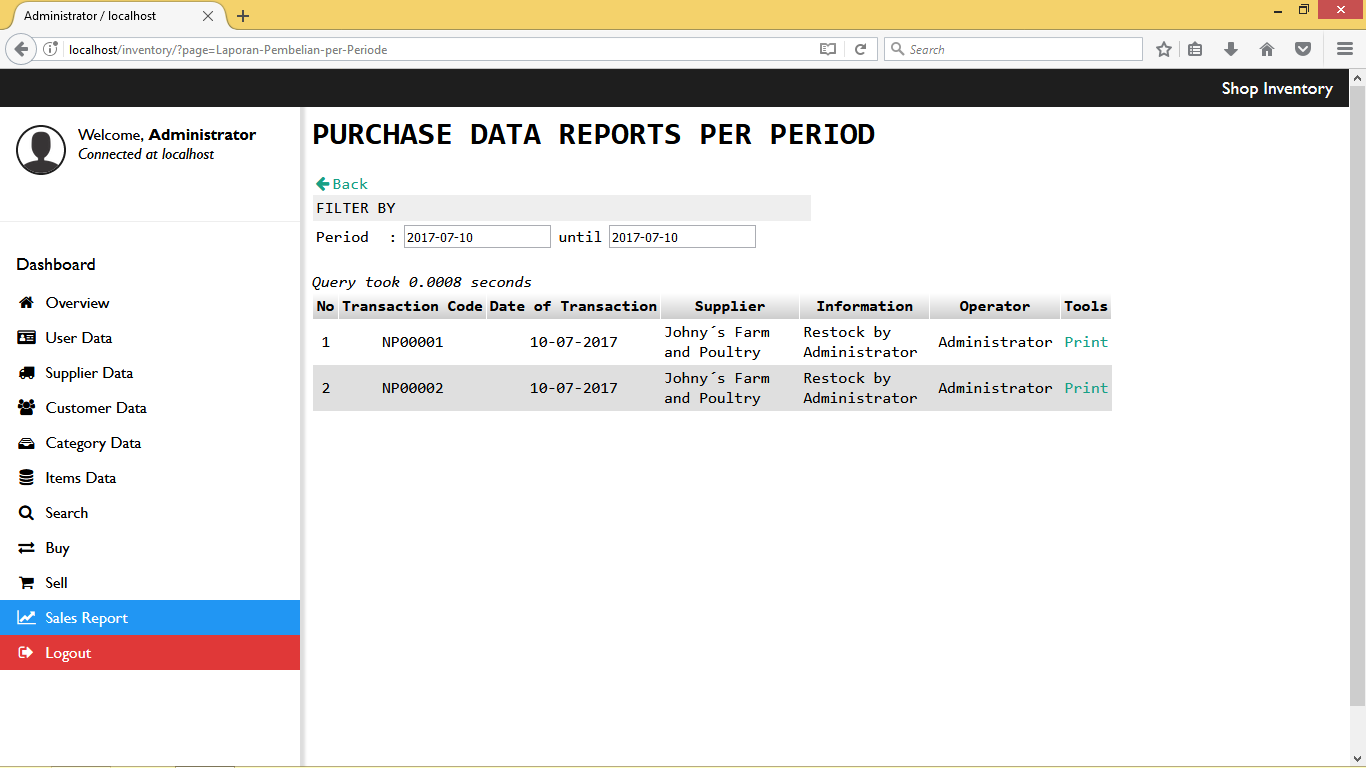 Administrator / localhost
localhost/inventory/?page=Laporan-Pembelian-per-Periode
Search
Shop Inventory
Welcome, Administrator
Connected at localhost
Dashboard
Overview
User Data
Supplier Data
Customer Data
Category Data
Items Data
Search
Buy
Sell
Sales Report
Logout
PURCHASE DATA REPORTS PER PERIOD
Back
FILTER BY
Period : 2017-07-10 until 2017-07-10
Query took 0.0008 seconds
No Transaction Code Date of Transaction Supplier Information Operator Tools
1 NP00001 10-07-2017 Johny´s Farm and Poultry Restock by Administrator Administrator Print
2 NP00002 10-07-2017 Johny´s Farm and Poultry Restock by Administrator Administrator Print